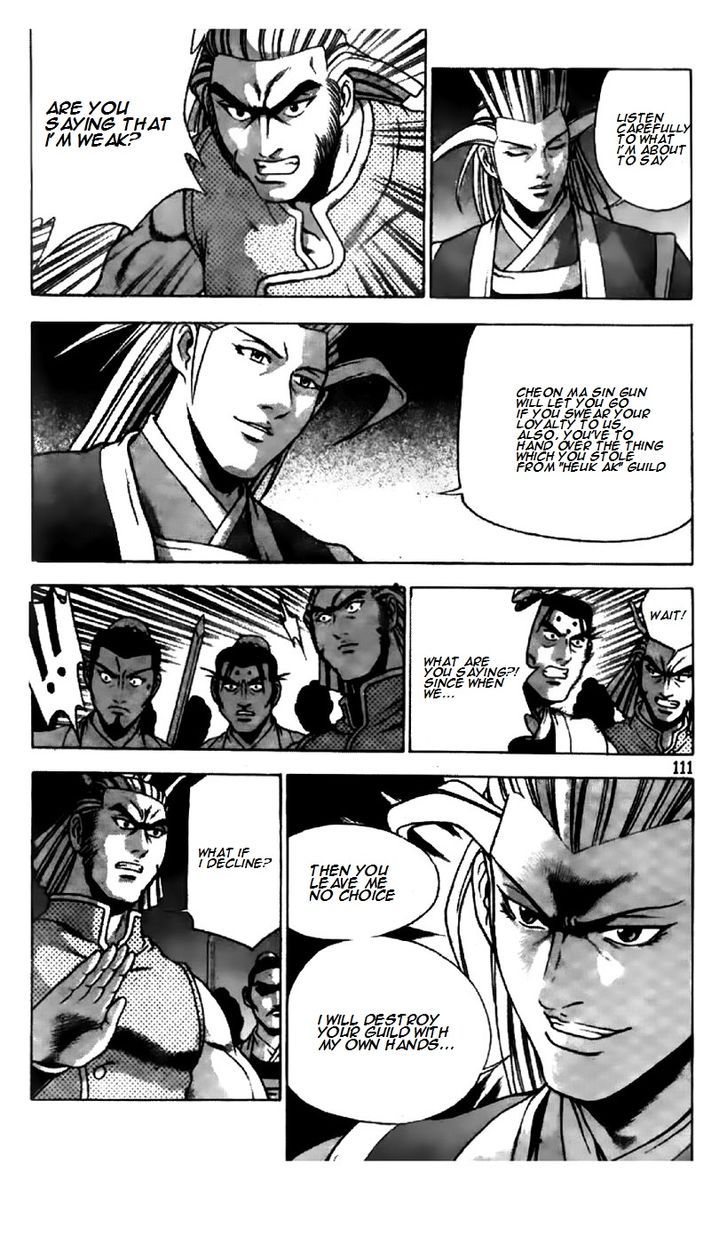 ARE YOU
SAYING THAT
I'M WEAK?
LISTEN
CAREFULLY
TO WHAT
I'M ABOUT
TO SAY
CHEON MA SIN GUN
WILL LET YOU GO
IF YOU SWEAR YOUR
LOYALTY TO US,
ALSO, YOU'VE TO
HAND OVER THE THING
WHICH YOU STOLE
FROM "HEUK AK" GUILD
WAIT!
WHAT ARE
YOU SAYING?!
SINCE WHEN
WE...
111
WHAT IF
I DECLINE?
THEN YOU
LEAVE ME
NO CHOICE
I WILL DESTROY
YOUR GUILD WITH
MY OWN HANDS...